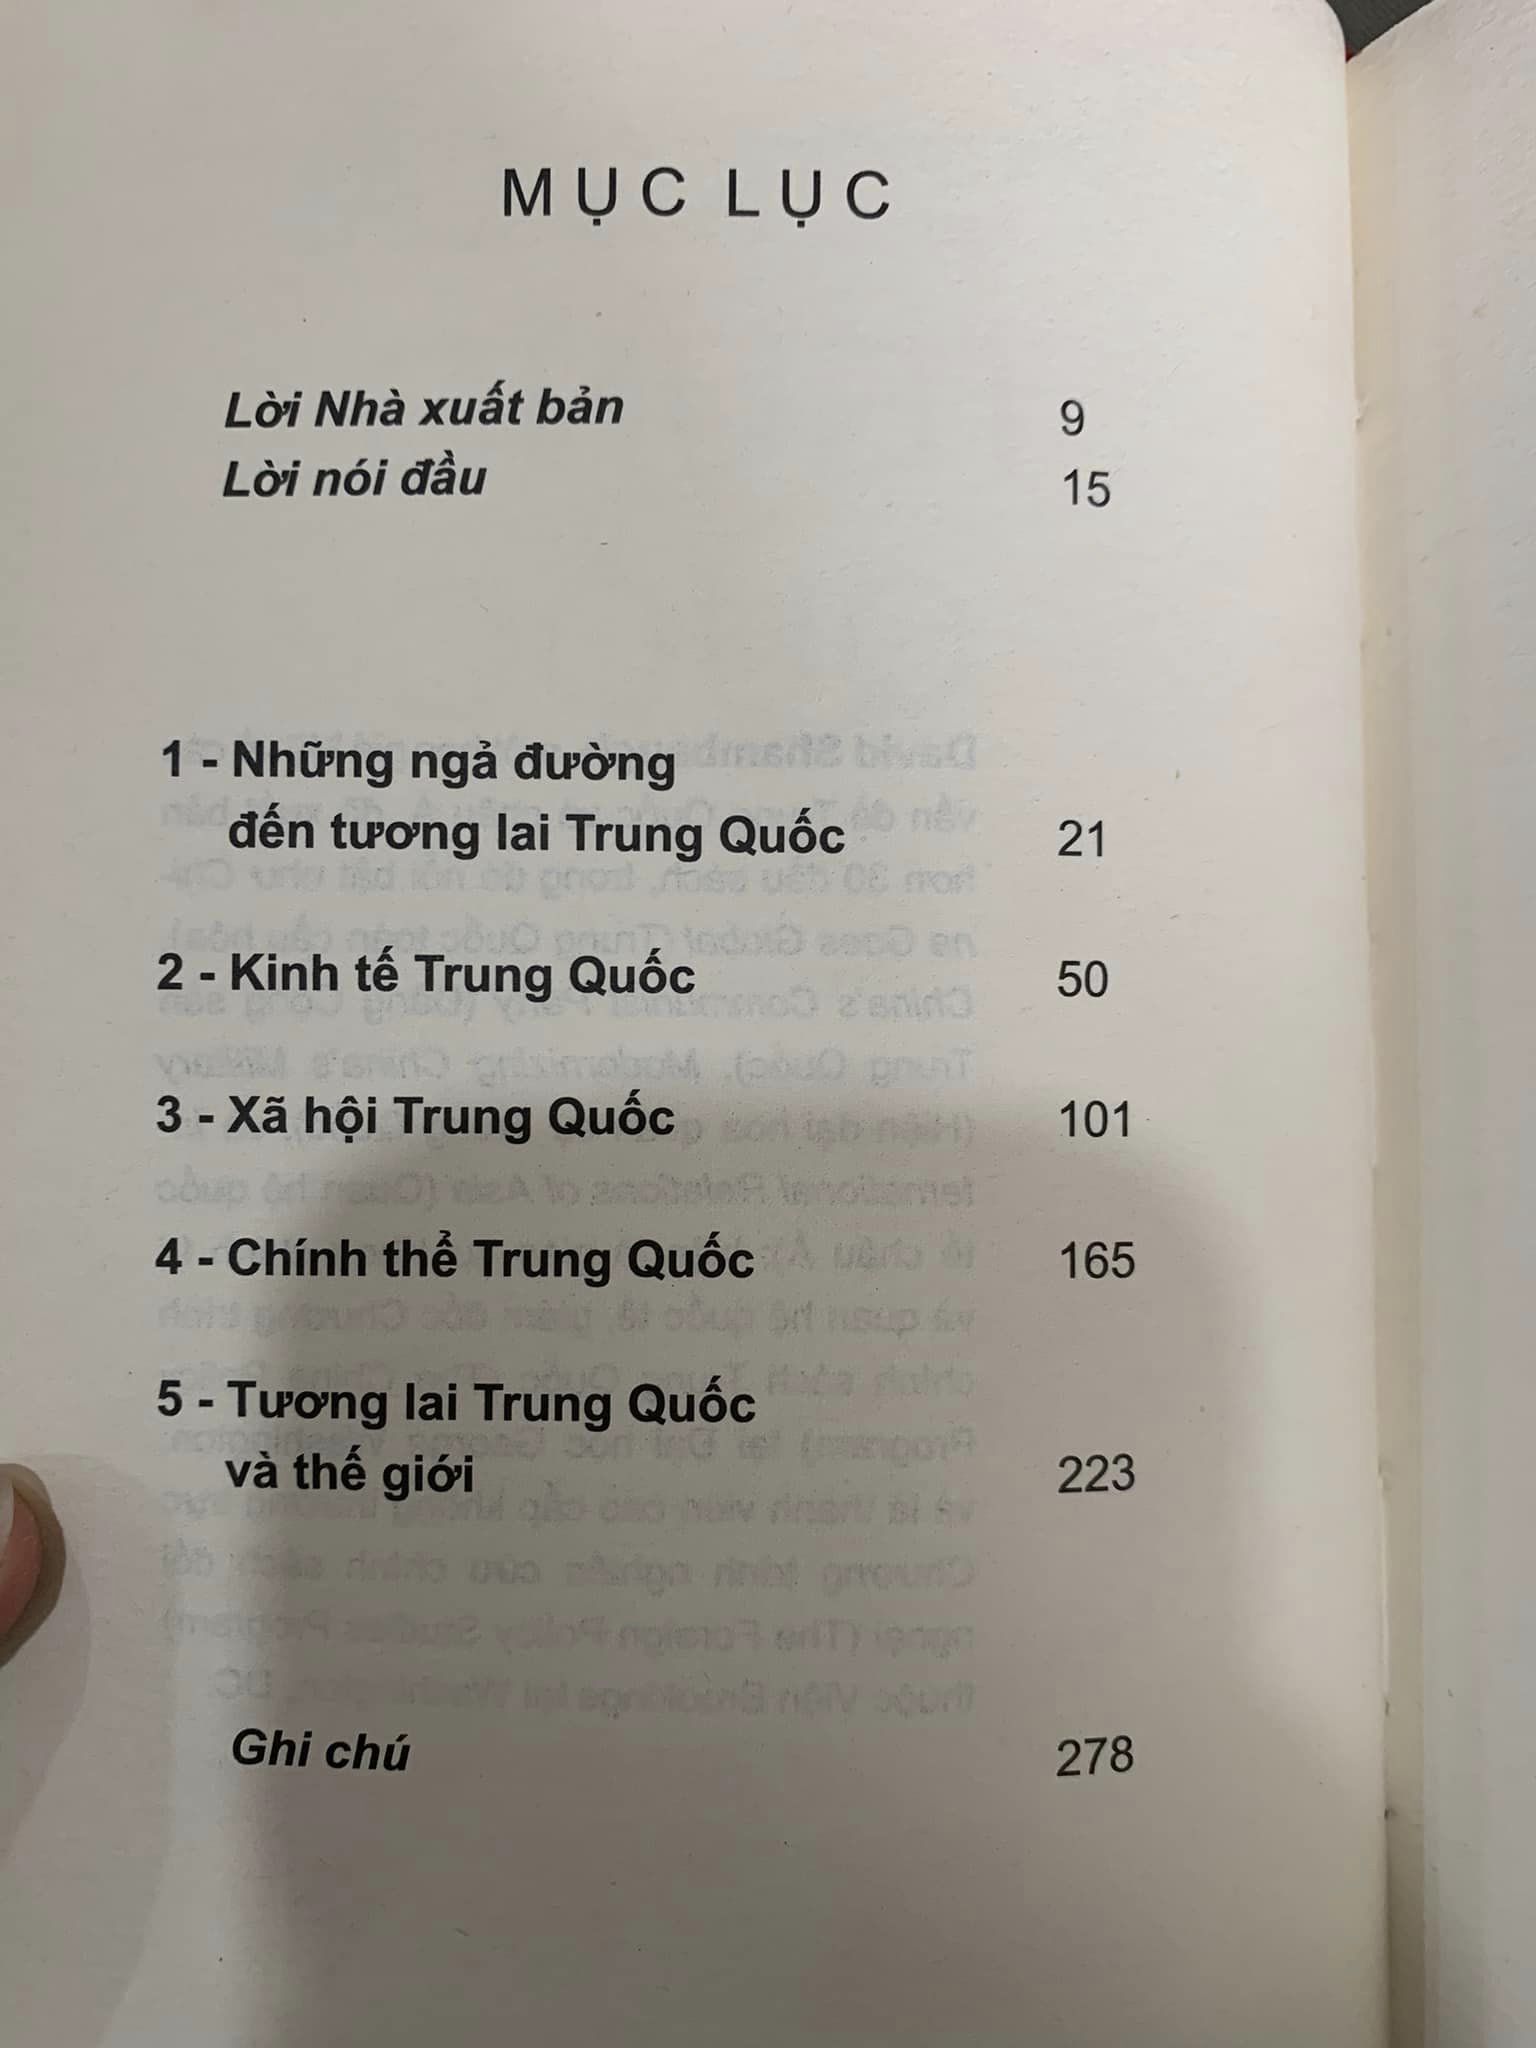 MỤC LỤC
Lời Nhà xuất bản 9
Lời nói đầu 15
1 - Những ngả đường
đến tương lai Trung Quốc 21
2 - Kinh tế Trung Quốc 50
3 - Xã hội Trung Quốc 101
4 - Chính thể Trung Quốc 165
5 - Tương lai Trung Quốc
và thế giới 223
Ghi chú 278